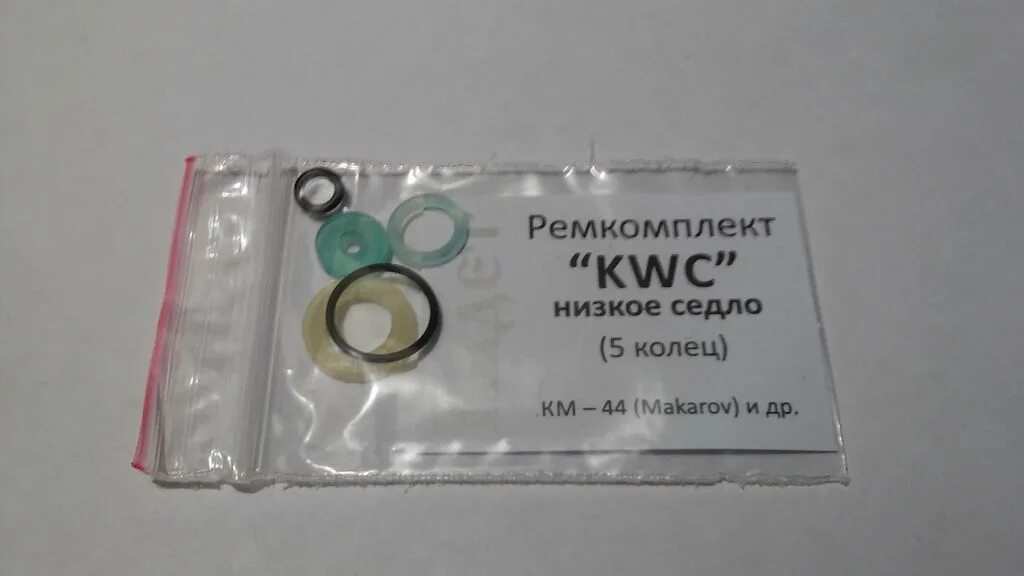 Ремкомплект
“KWC”
низкое седло
(5 колец)
КМ – 44 (Makarov) и др.